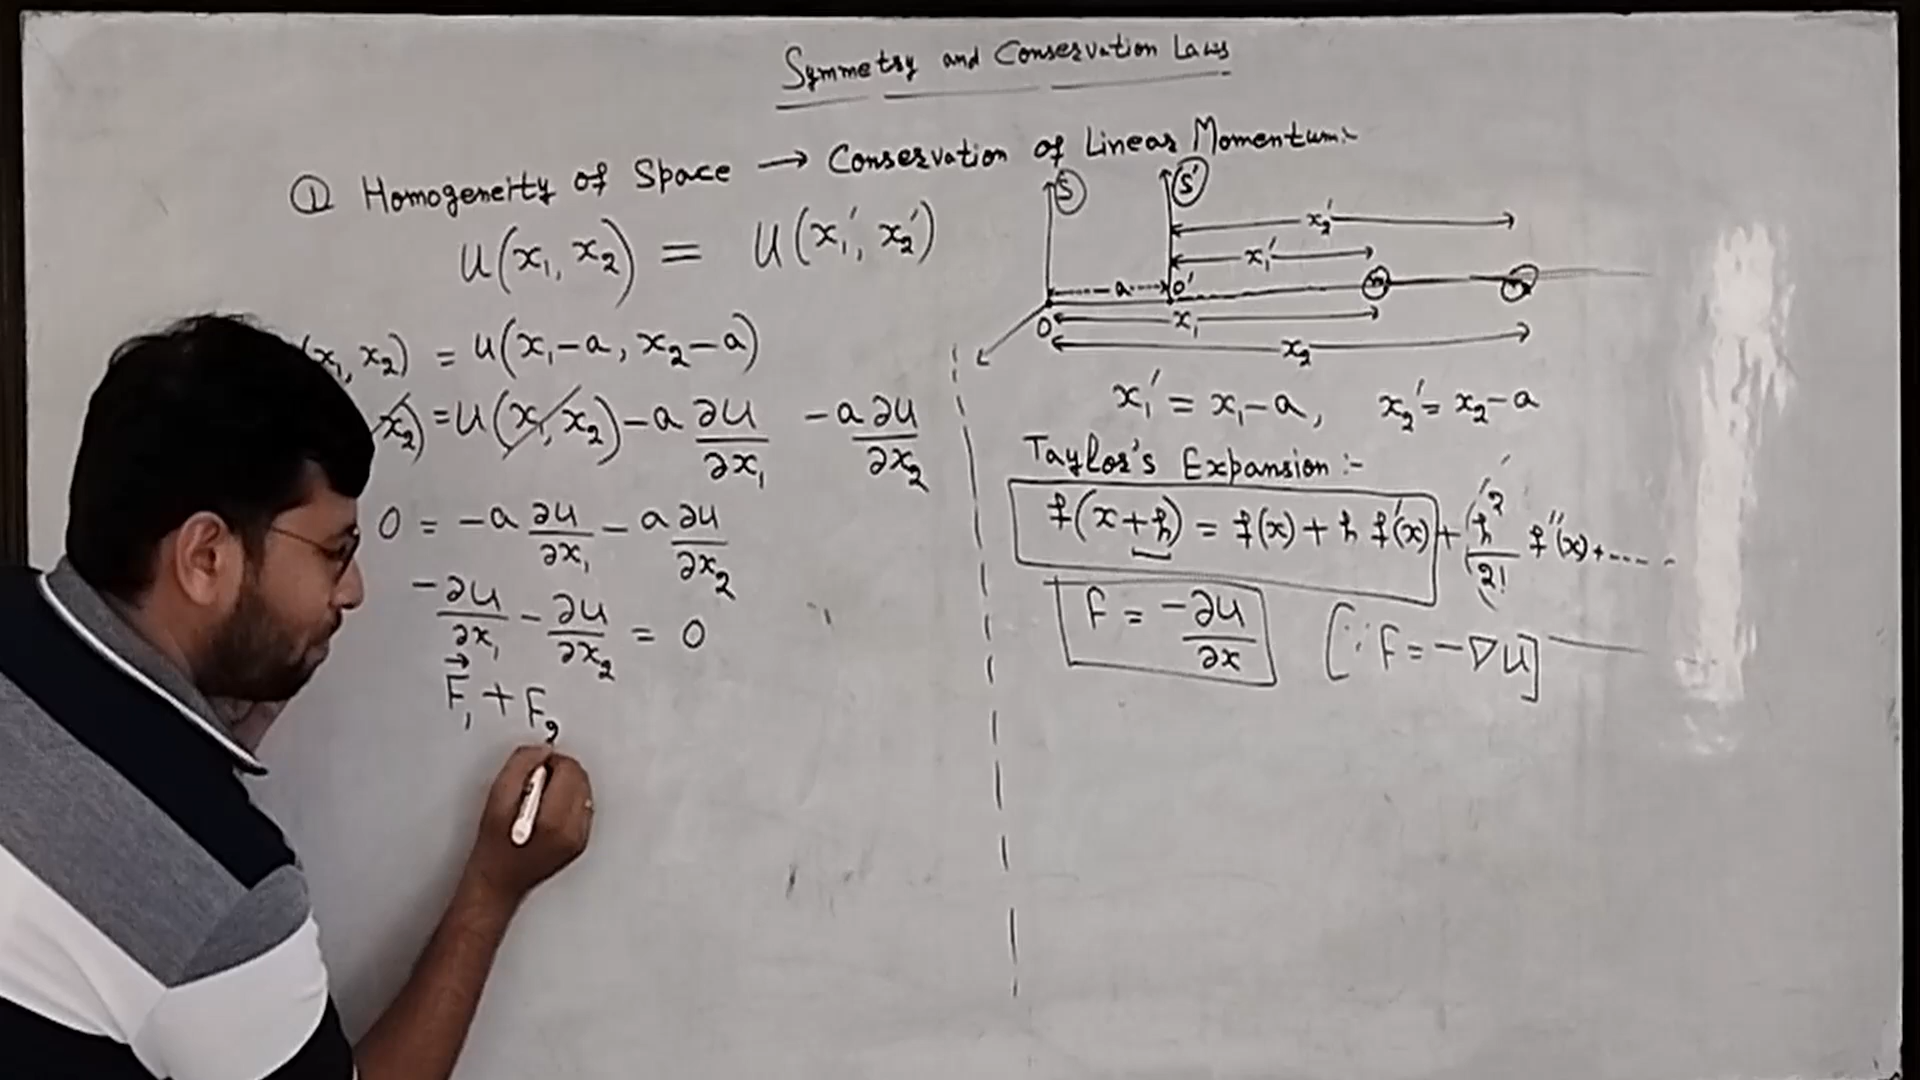 Symmetry and Conservation Laws
① Homogeneity of Space → Conservation of Linear Momentum:-
U(x₁, x₂) = U(x₁', x₂')
x₁, x₂) = U(x₁-a, x₂-a)
x₂) = U(x₁, x₂) - a ∂U/∂x₁ - a ∂U/∂x₂
0 = -a ∂U/∂x₁ - a ∂U/∂x₂
-∂U/∂x₁ - ∂U/∂x₂ = 0
F⃗₁ + F₂
S S'
x₂'
x₁'
a O'
O x₁
x₂
x₁' = x₁-a, x₂' = x₂-a
Taylor's Expansion :-
f(x+h) = f(x) + h f'(x) + h²/2! f''(x) + ....
F = -∂U/∂x [∵ F = -∇U]